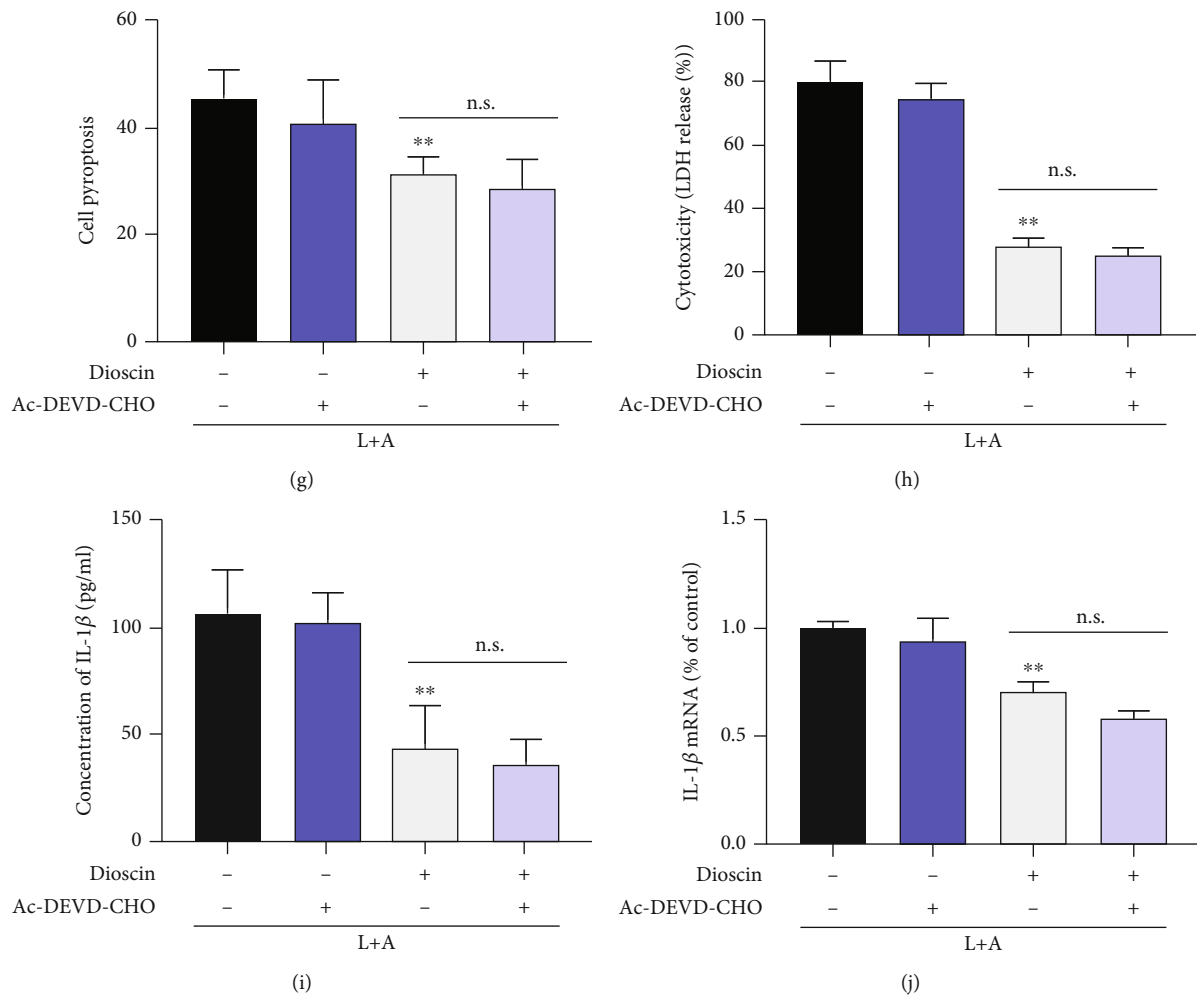 60
40
20
0
Cell pyroptosis
**
n.s.
Dioscin – – + +
Ac-DEVD-CHO – + – +
L+A
(g)
100
80
60
40
20
0
Cytotoxicity (LDH release (%))
**
n.s.
Dioscin – – + +
Ac-DEVD-CHO – + – +
L+A
(h)
150
100
50
0
Concentration of IL-1β (pg/ml)
**
n.s.
Dioscin – – + +
Ac-DEVD-CHO – + – +
L+A
(i)
1.5
1.0
0.5
0.0
IL-1β mRNA (% of control)
**
n.s.
Dioscin – – + +
Ac-DEVD-CHO – + – +
L+A
(j)